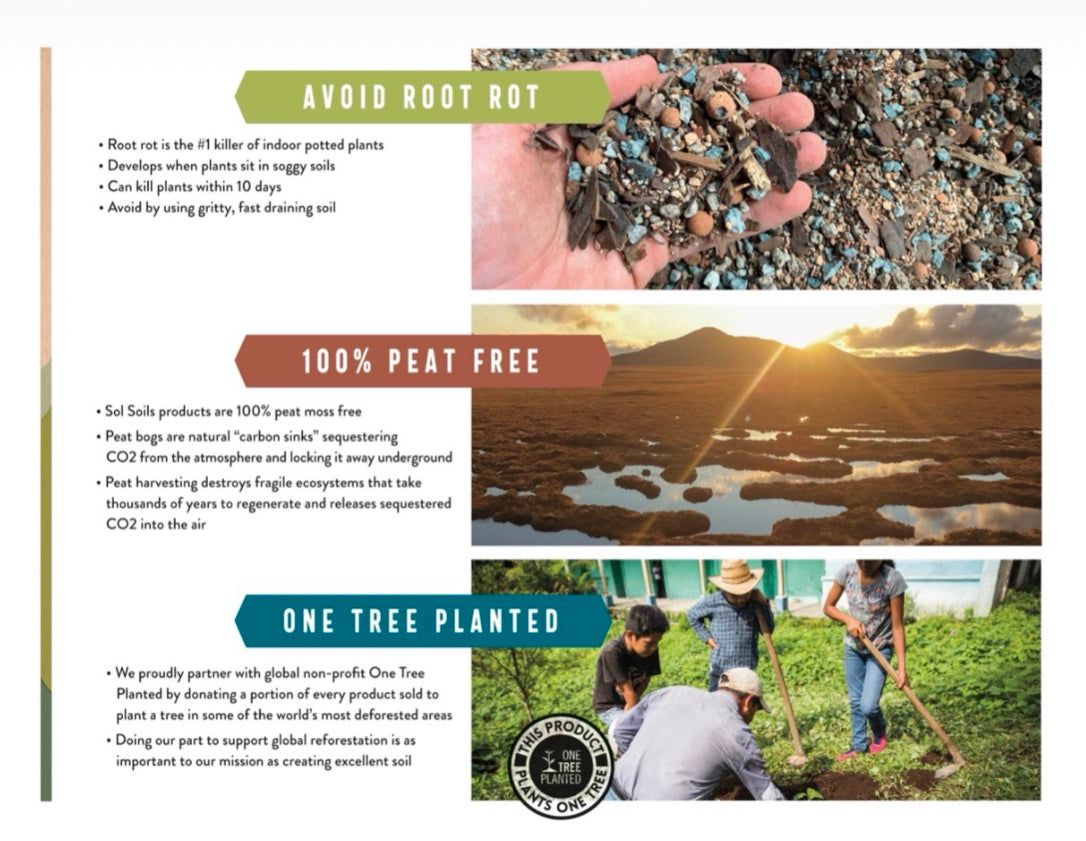 AVOID ROOT ROT
• Root rot is the #1 killer of indoor potted plants
• Develops when plants sit in soggy soils
• Can kill plants within 10 days
• Avoid by using gritty, fast draining soil
100% PEAT FREE
• Sol Soils products are 100% peat moss free
• Peat bogs are natural “carbon sinks” sequestering
CO2 from the atmosphere and locking it away underground
• Peat harvesting destroys fragile ecosystems that take
thousands of years to regenerate and releases sequestered
CO2 into the air
ONE TREE PLANTED
• We proudly partner with global non-profit One Tree
Planted by donating a portion of every product sold to
plant a tree in some of the world’s most deforested areas
• Doing our part to support global reforestation is as
important to our mission as creating excellent soil
THIS PRODUCT
ONE
TREE
PLANTED
PLANTS ONE TREE